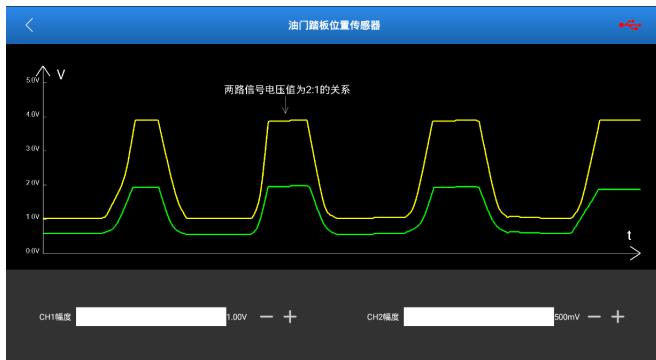 油门踏板位置传感器
5.0V
V
两路信号电压值为2:1的关系
4.0V
3.0V
2.0V
1.0V
t
0.0V
CH1幅度 1.00V — + CH2幅度 500mV — +